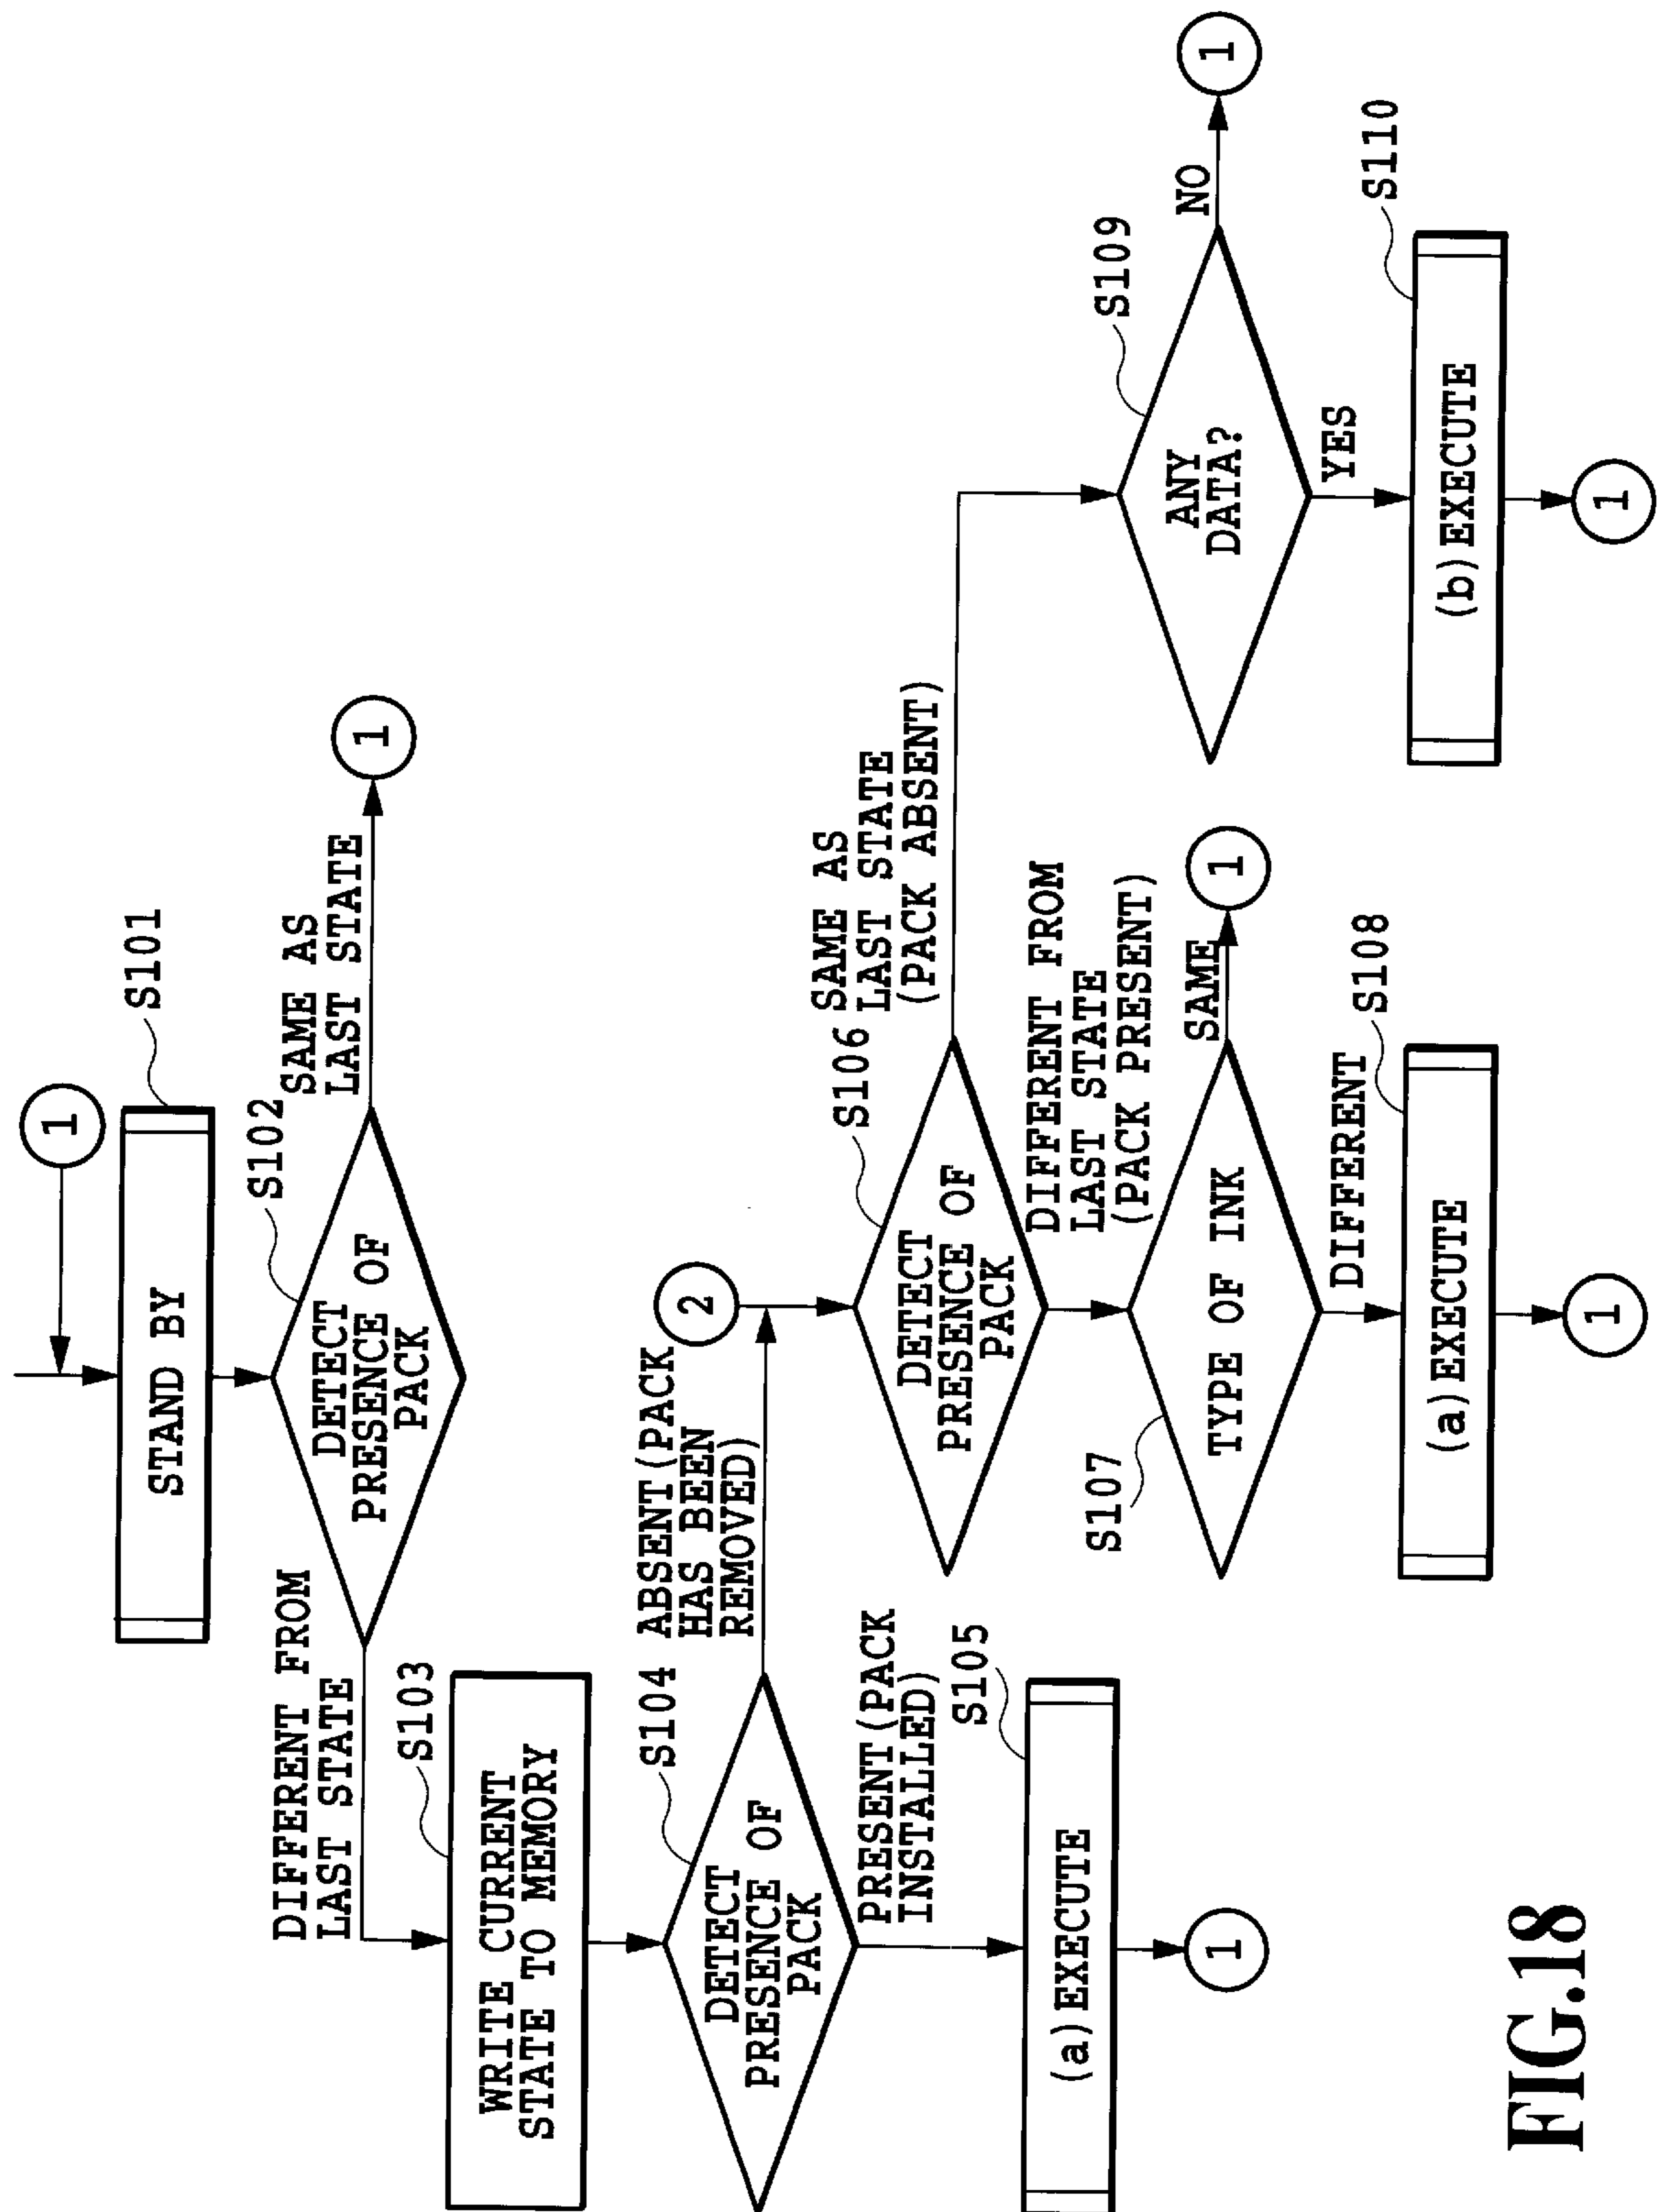 1
S101
STAND BY
S102
DETECT
PRESENCE OF
PACK
SAME AS
LAST STATE
1
DIFFERENT FROM
LAST STATE
S103
WRITE CURRENT
STATE TO MEMORY
S104
DETECT
PRESENCE OF
PACK
ABSENT(PACK
HAS BEEN
REMOVED)
PRESENT(PACK
INSTALLED)
S105
(a)EXECUTE
1
2
S106
DETECT
PRESENCE OF
PACK
SAME AS
LAST STATE
(PACK ABSENT)
DIFFERENT FROM
LAST STATE
(PACK PRESENT)
S107
TYPE OF INK
SAME
1
DIFFERENT
S108
(a)EXECUTE
1
S109
ANY
DATA?
NO
1
YES
S110
(b)EXECUTE
1
FIG.18